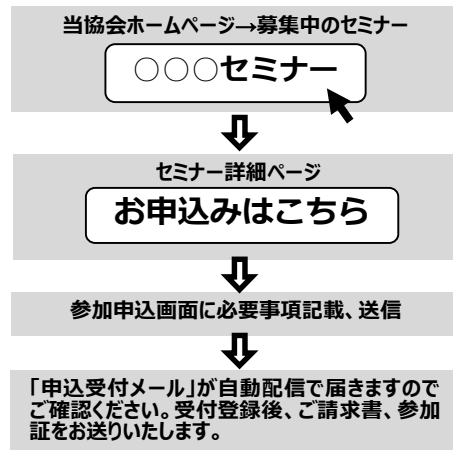 当協会ホームページ→募集中のセミナー
○○○セミナー
セミナー詳細ページ
お申込みはこちら
参加申込画面に必要事項記載、送信
「申込受付メール」が自動配信で届きますので
ご確認ください。受付登録後、ご請求書、参加
証をお送りいたします。